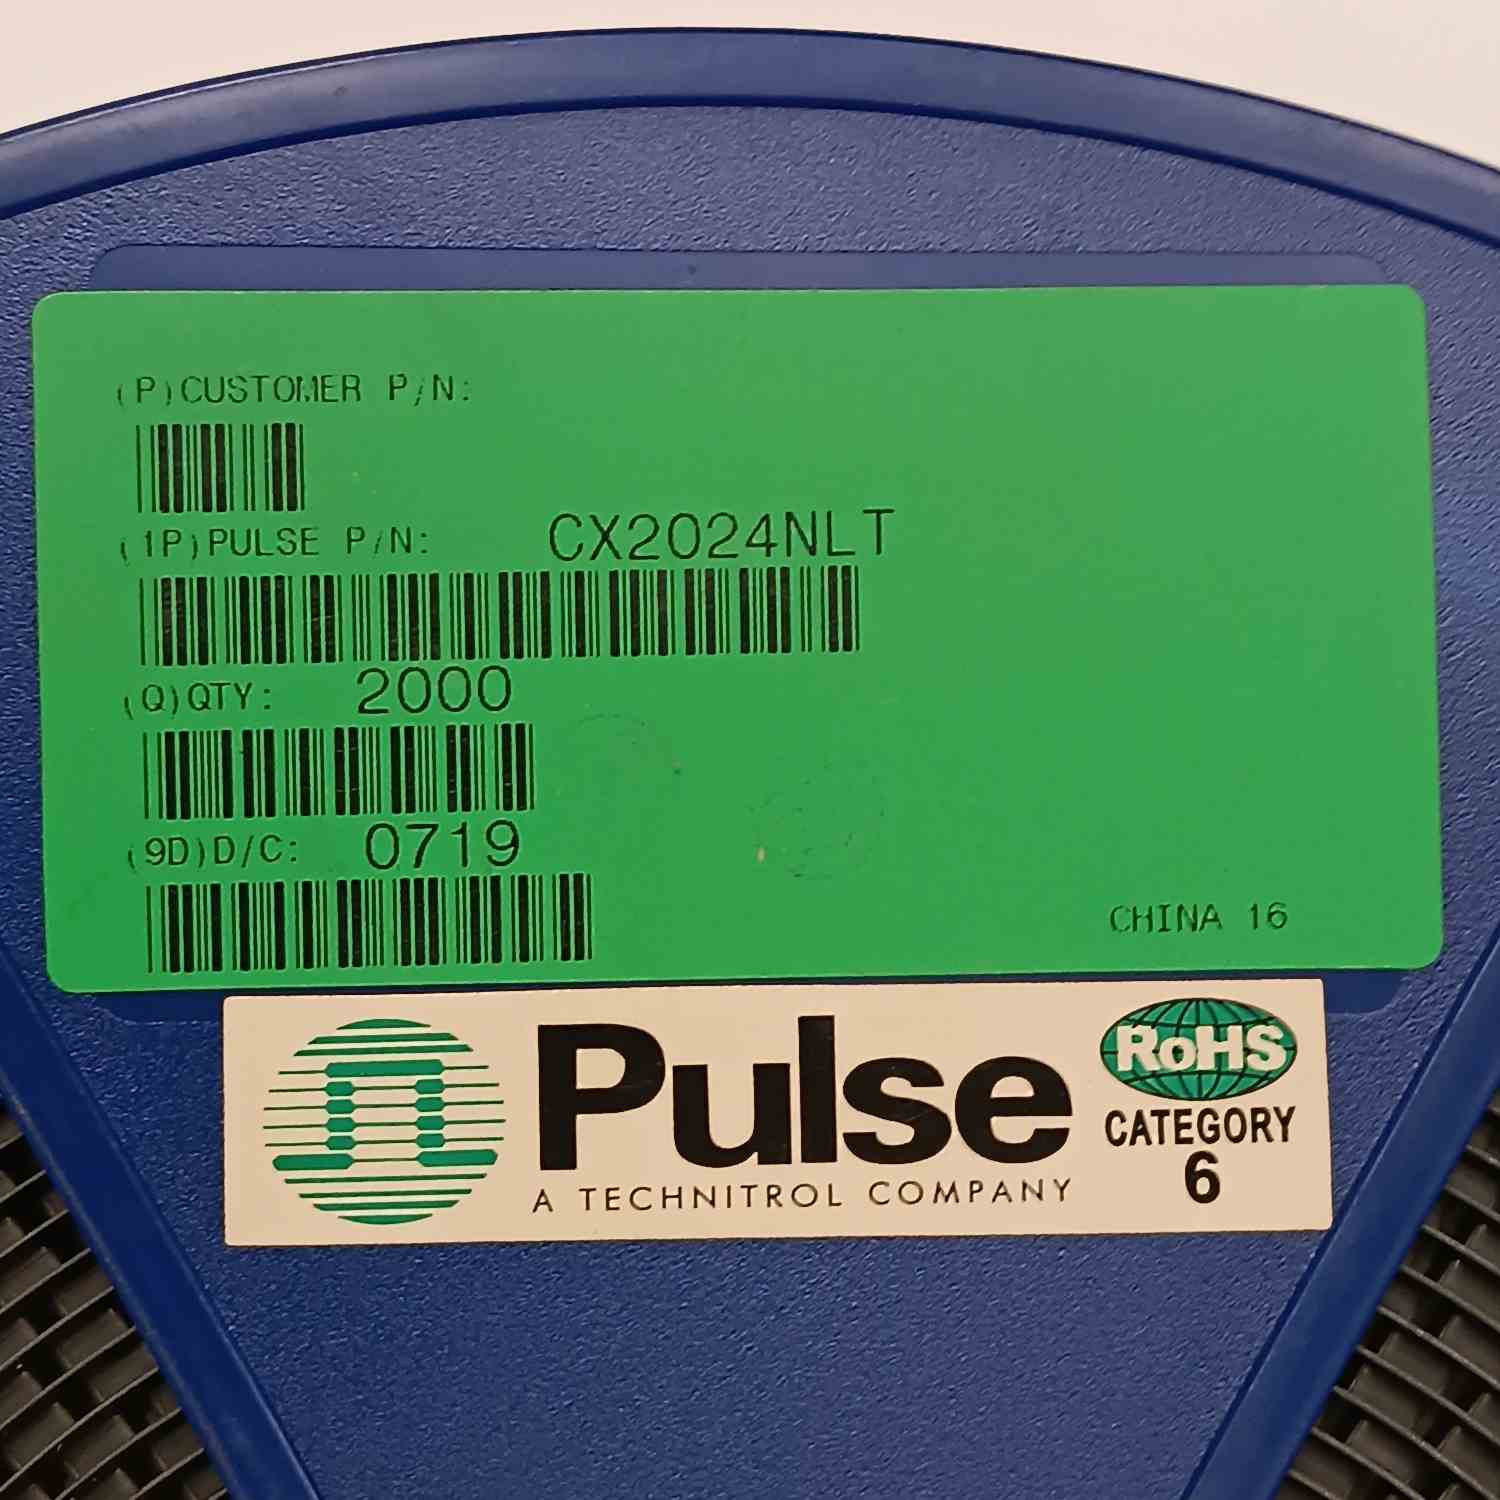 (P)CUSTOMER P/N:
(1P)PULSE P/N: CX2024NLT
(Q)QTY: 2000
(9D)D/C: 0719
CHINA 16
Pulse
A TECHNITROL COMPANY
RoHS
CATEGORY
6